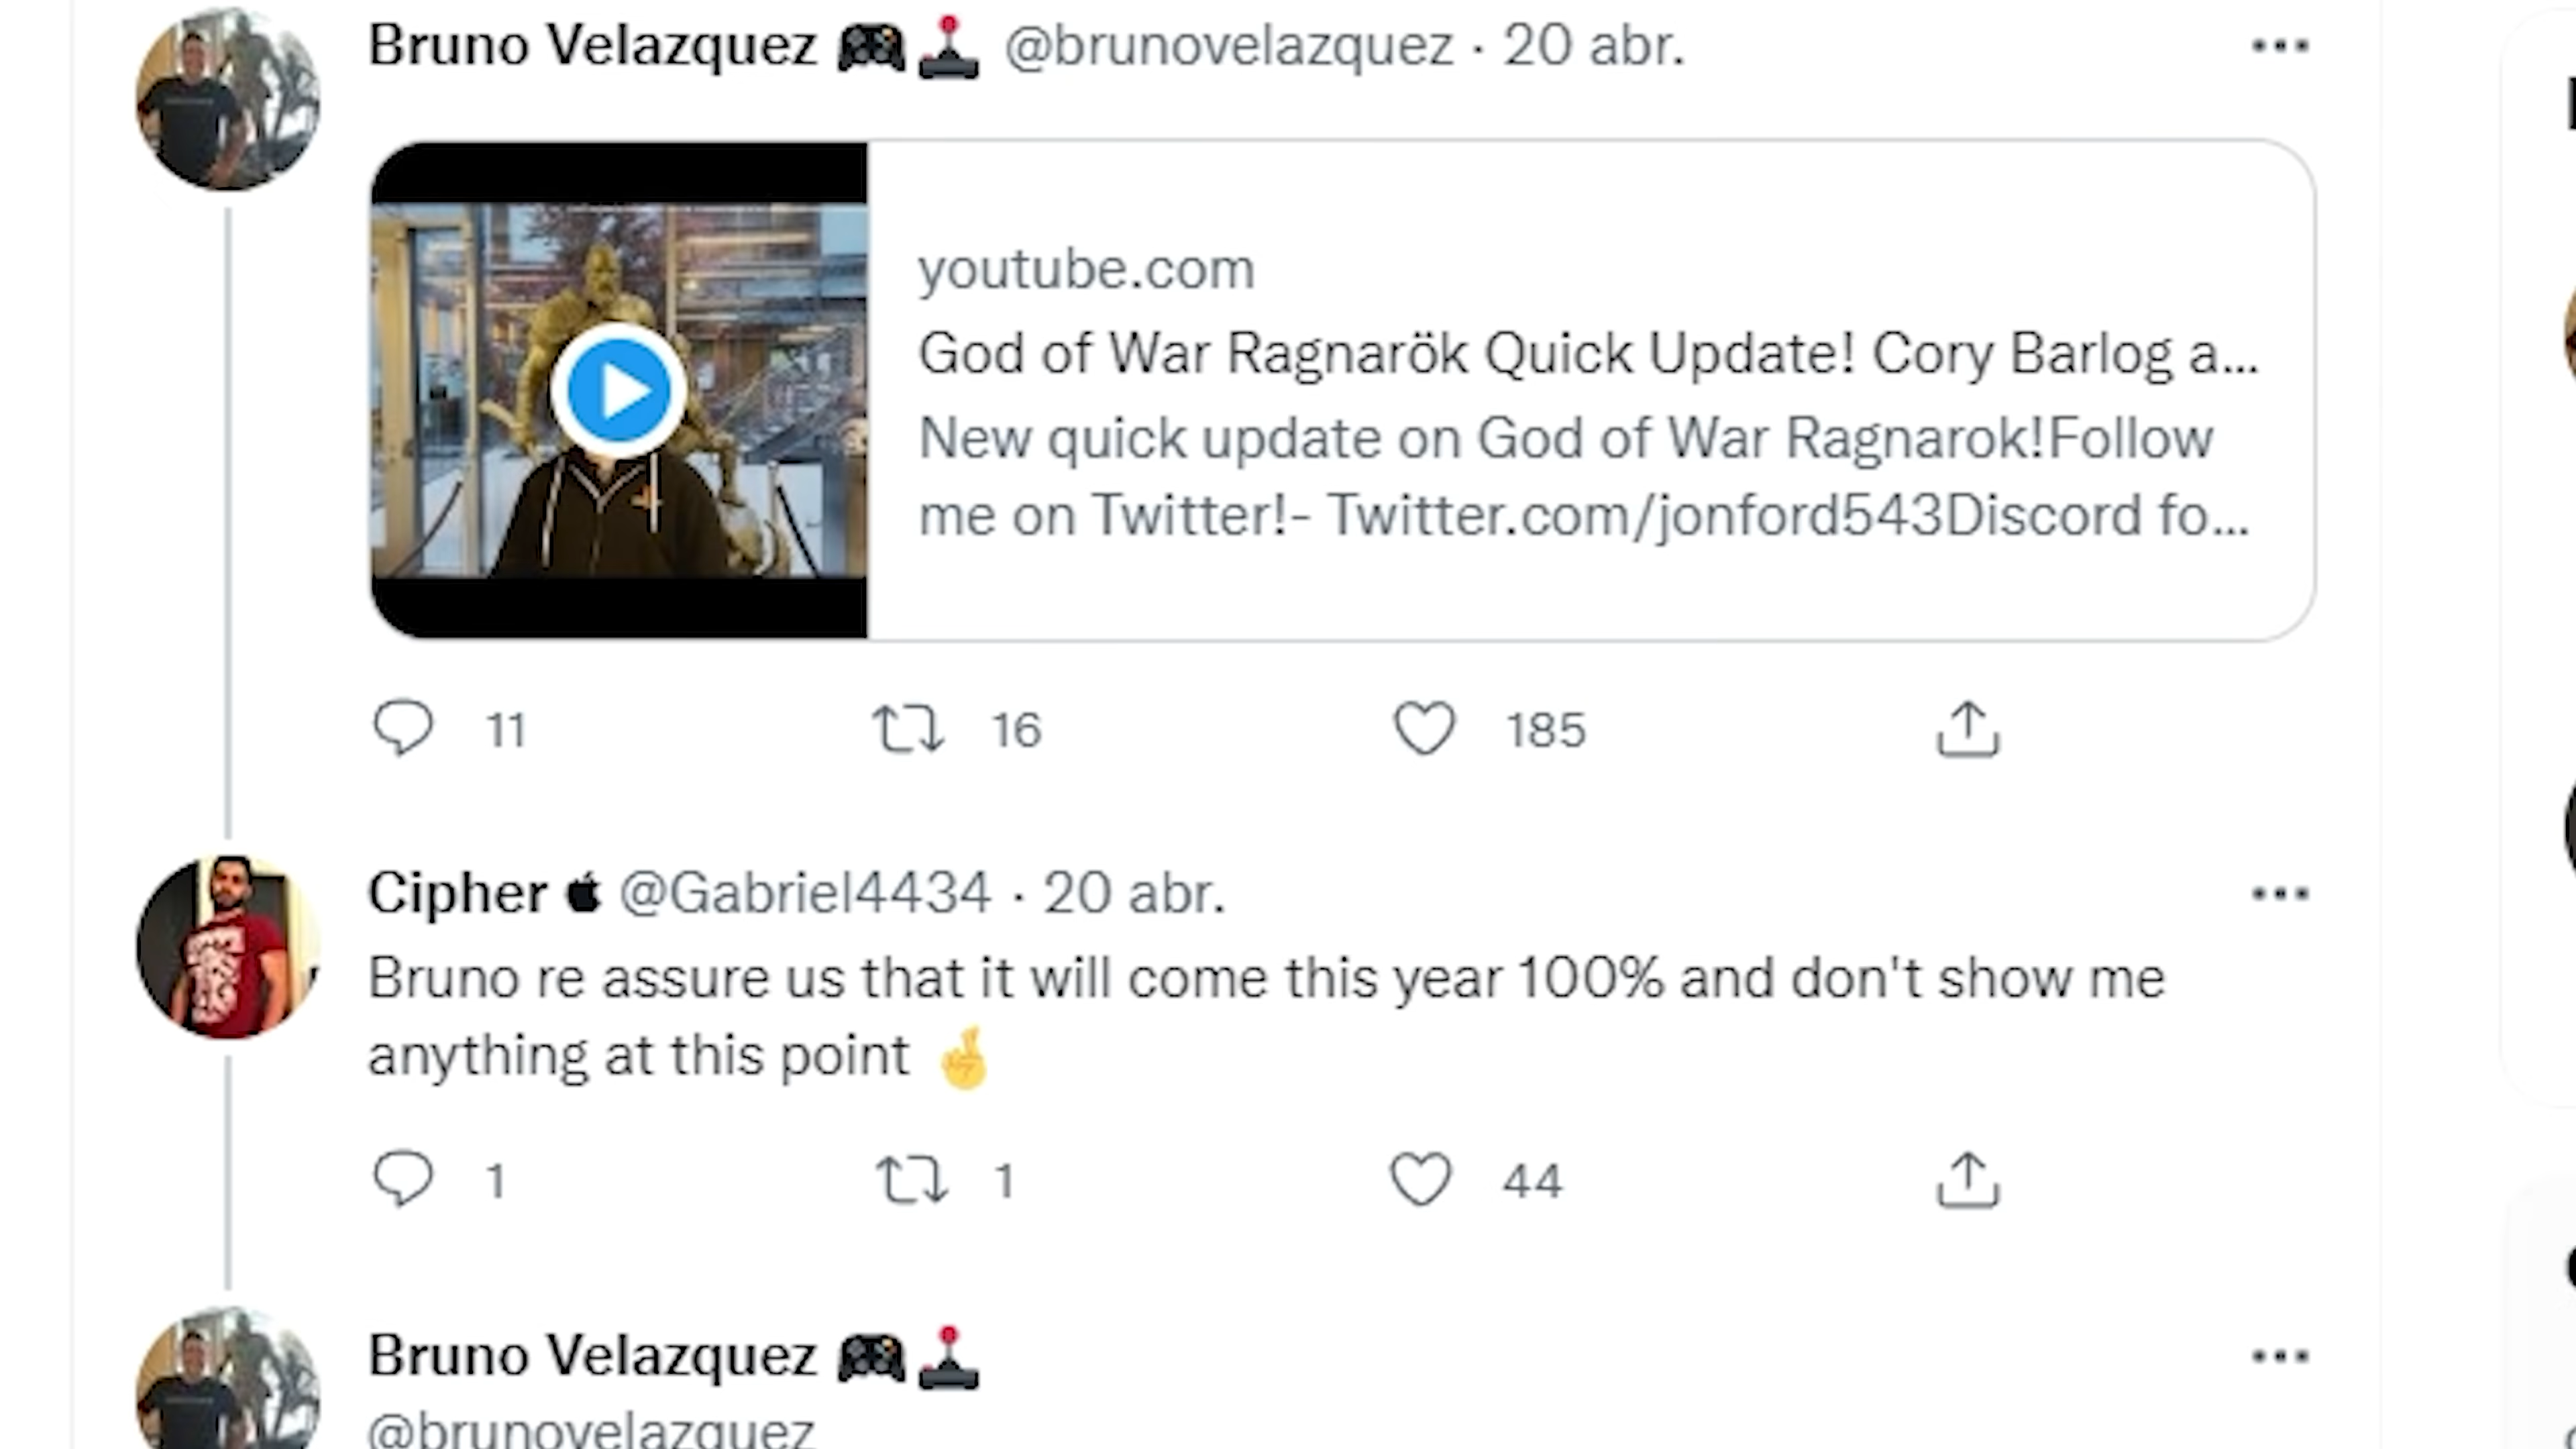 Bruno Velazquez 🎮🕹️ @brunovelazquez · 20 abr.
youtube.com
God of War Ragnarök Quick Update! Cory Barlog a...
New quick update on God of War Ragnarok!Follow
me on Twitter!- Twitter.com/jonford543Discord fo...
11 16 185
Cipher @Gabriel4434 · 20 abr.
Bruno re assure us that it will come this year 100% and don't show me
anything at this point 🤞
1 1 44
Bruno Velazquez 🎮🕹️
@brunovelazquez